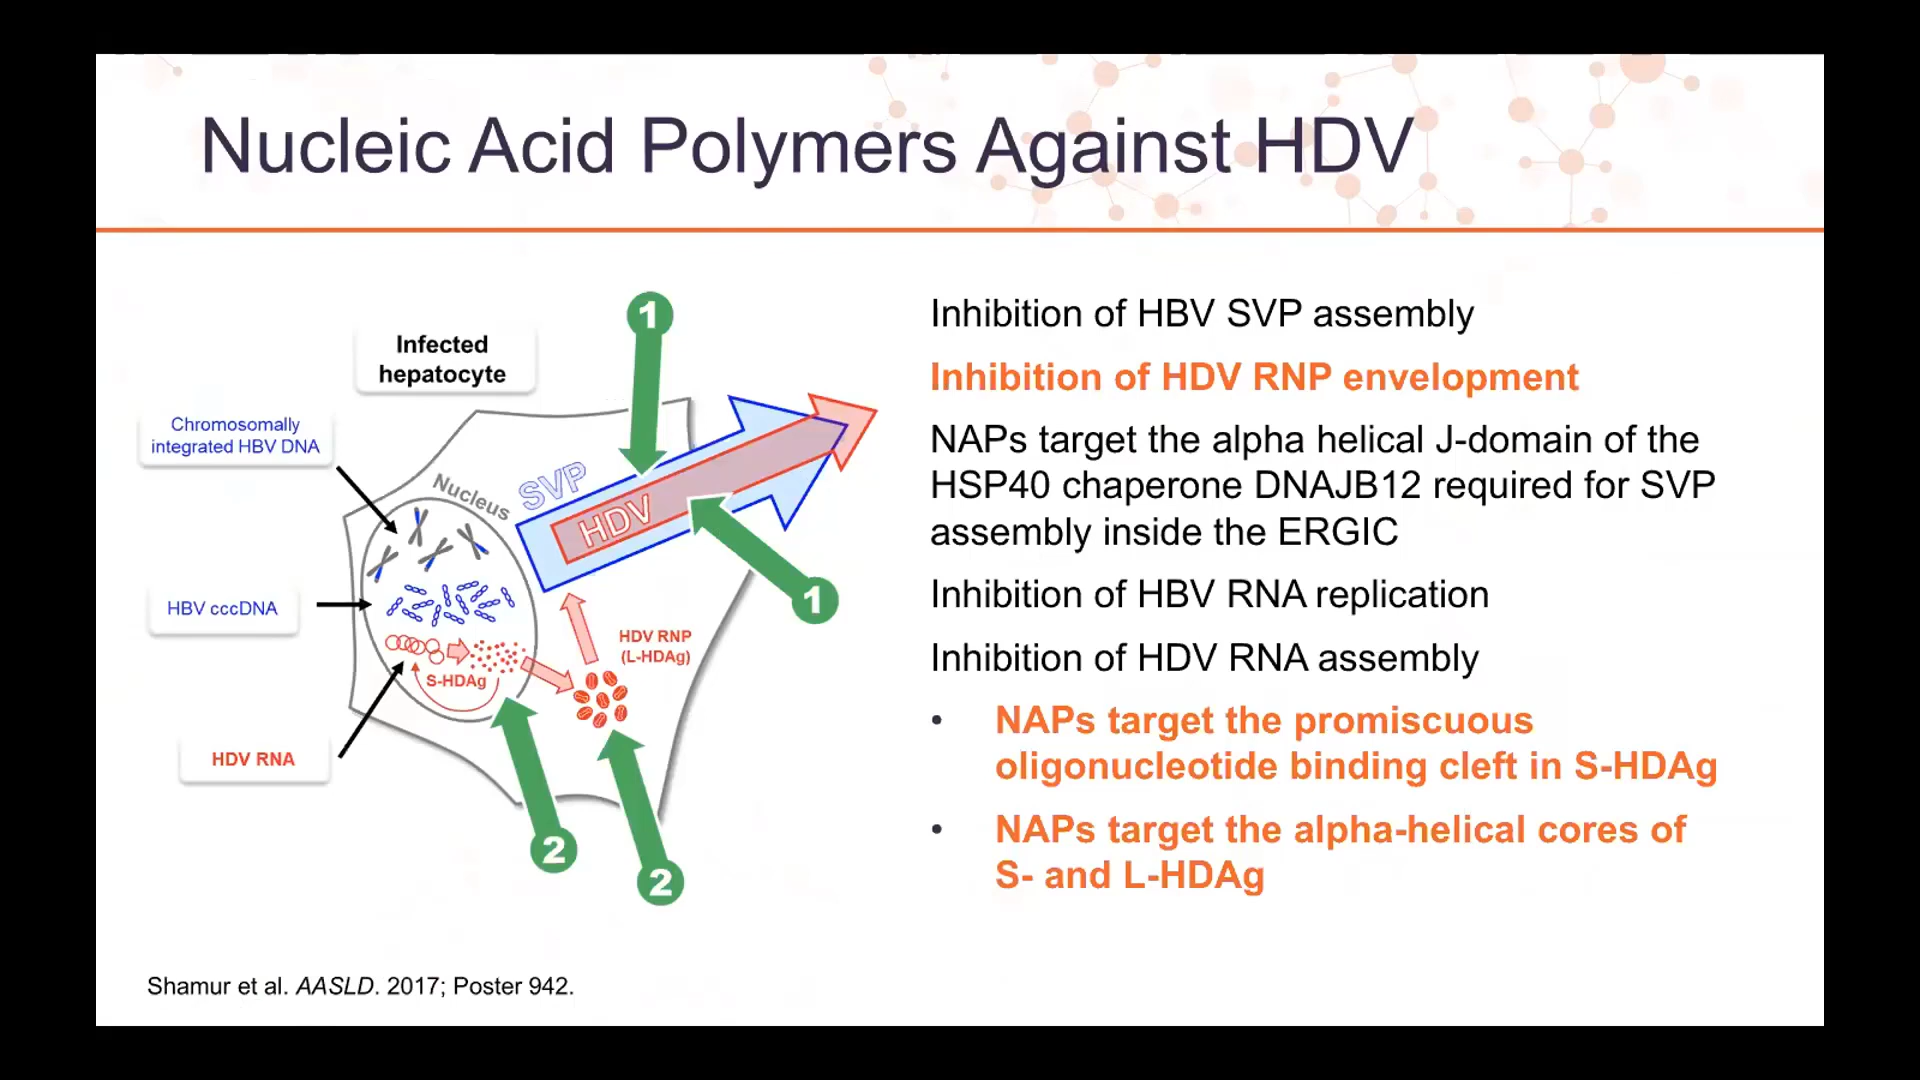 Nucleic Acid Polymers Against HDV
1
Infected
hepatocyte
Chromosomally
integrated HBV DNA
Nucleus
SVP
HDV
HBV cccDNA
1
HDV RNP
(L-HDAg)
S-HDAg
HDV RNA
2
2
Inhibition of HBV SVP assembly
Inhibition of HDV RNP envelopment
NAPs target the alpha helical J-domain of the
HSP40 chaperone DNAJB12 required for SVP
assembly inside the ERGIC
Inhibition of HBV RNA replication
Inhibition of HDV RNA assembly
• NAPs target the promiscuous
oligonucleotide binding cleft in S-HDAg
• NAPs target the alpha-helical cores of
S- and L-HDAg
Shamur et al. AASLD. 2017; Poster 942.